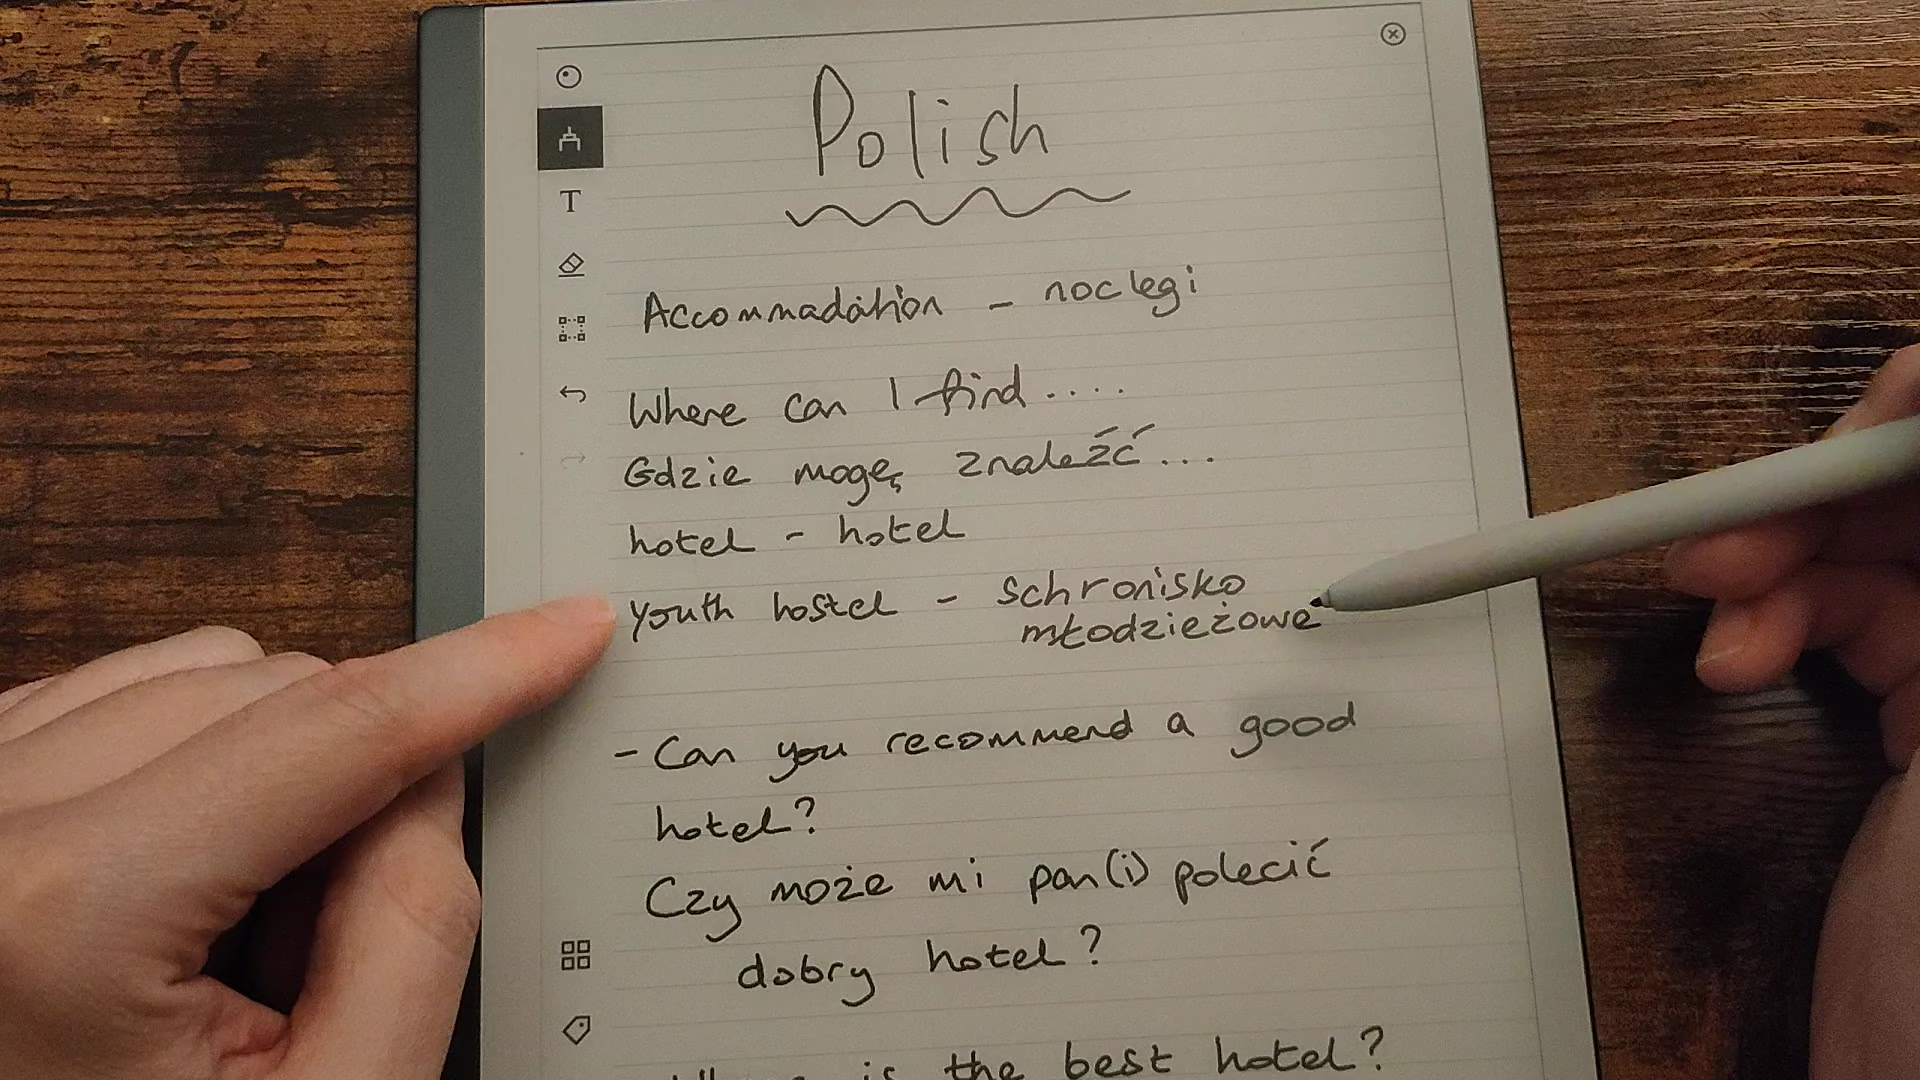 Polish
Accommadation - noclegi
Where can I find....
Gdzie mogę znaleźć...
hotel - hotel
youth hostel - schronisko
młodzieżowe
- Can you recommend a good
hotel?
Czy może mi pan(i) polecić
dobry hotel?
is the best hotel?